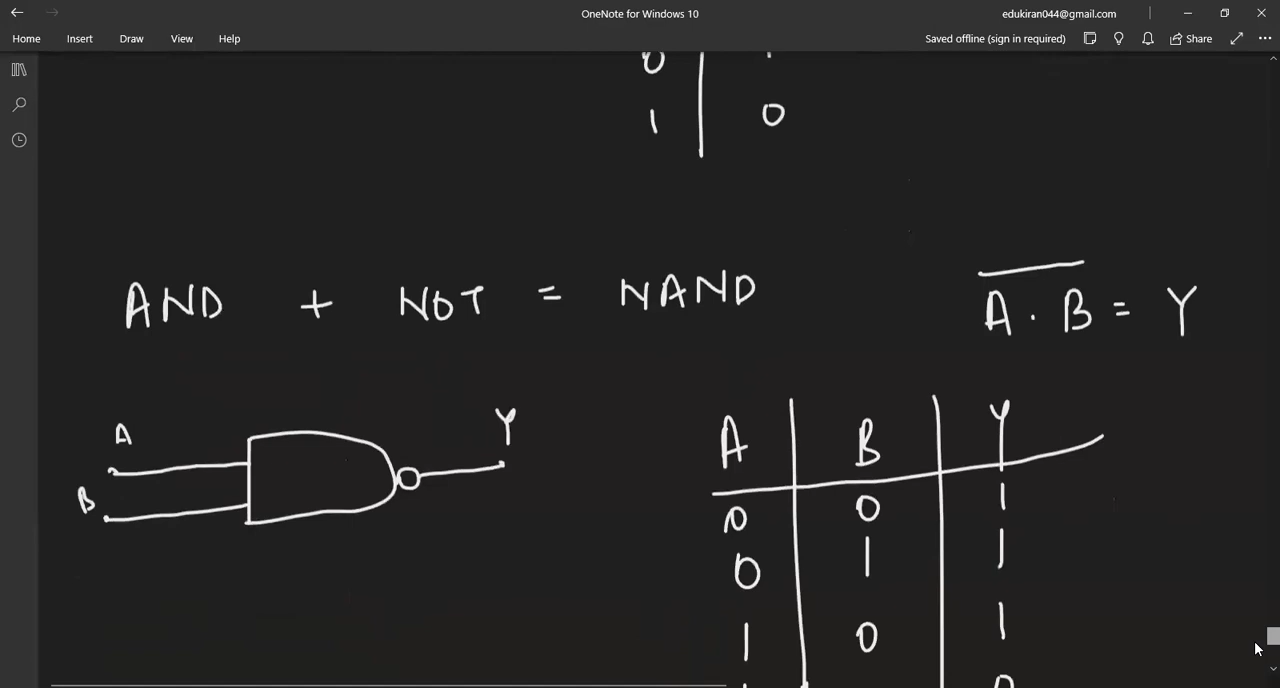 OneNote for Windows 10
edukiran044@gmail.com
Home Insert Draw View Help
Saved offline (sign in required) Share
0
1 0
AND + NOT = NAND
A̅ ̅·̅ ̅B̅ = Y
A Y
B
A B Y
0 0 1
0 1 1
1 0 1